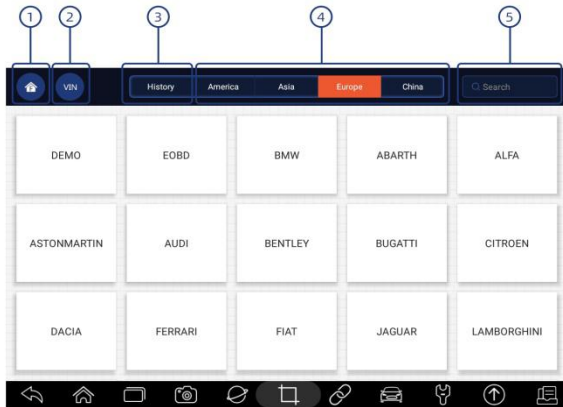 1 2 3 4 5
VIN History America Asia Europe China Search
DEMO EOBD BMW ABARTH ALFA
ASTONMARTIN AUDI BENTLEY BUGATTI CITROEN
DACIA FERRARI FIAT JAGUAR LAMBORGHINI